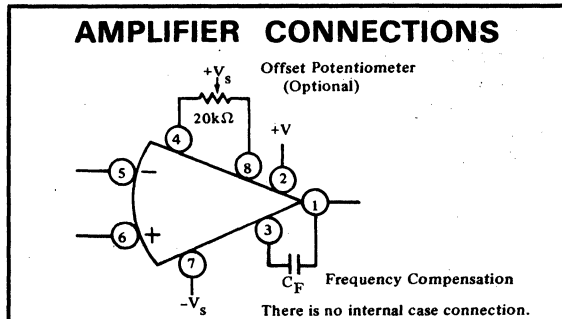 AMPLIFIER CONNECTIONS
+Vs Offset Potentiometer
(Optional)
20kΩ
4
+V
8
5 −
2
1
6 +
3
7
CF Frequency Compensation
−Vs
There is no internal case connection.